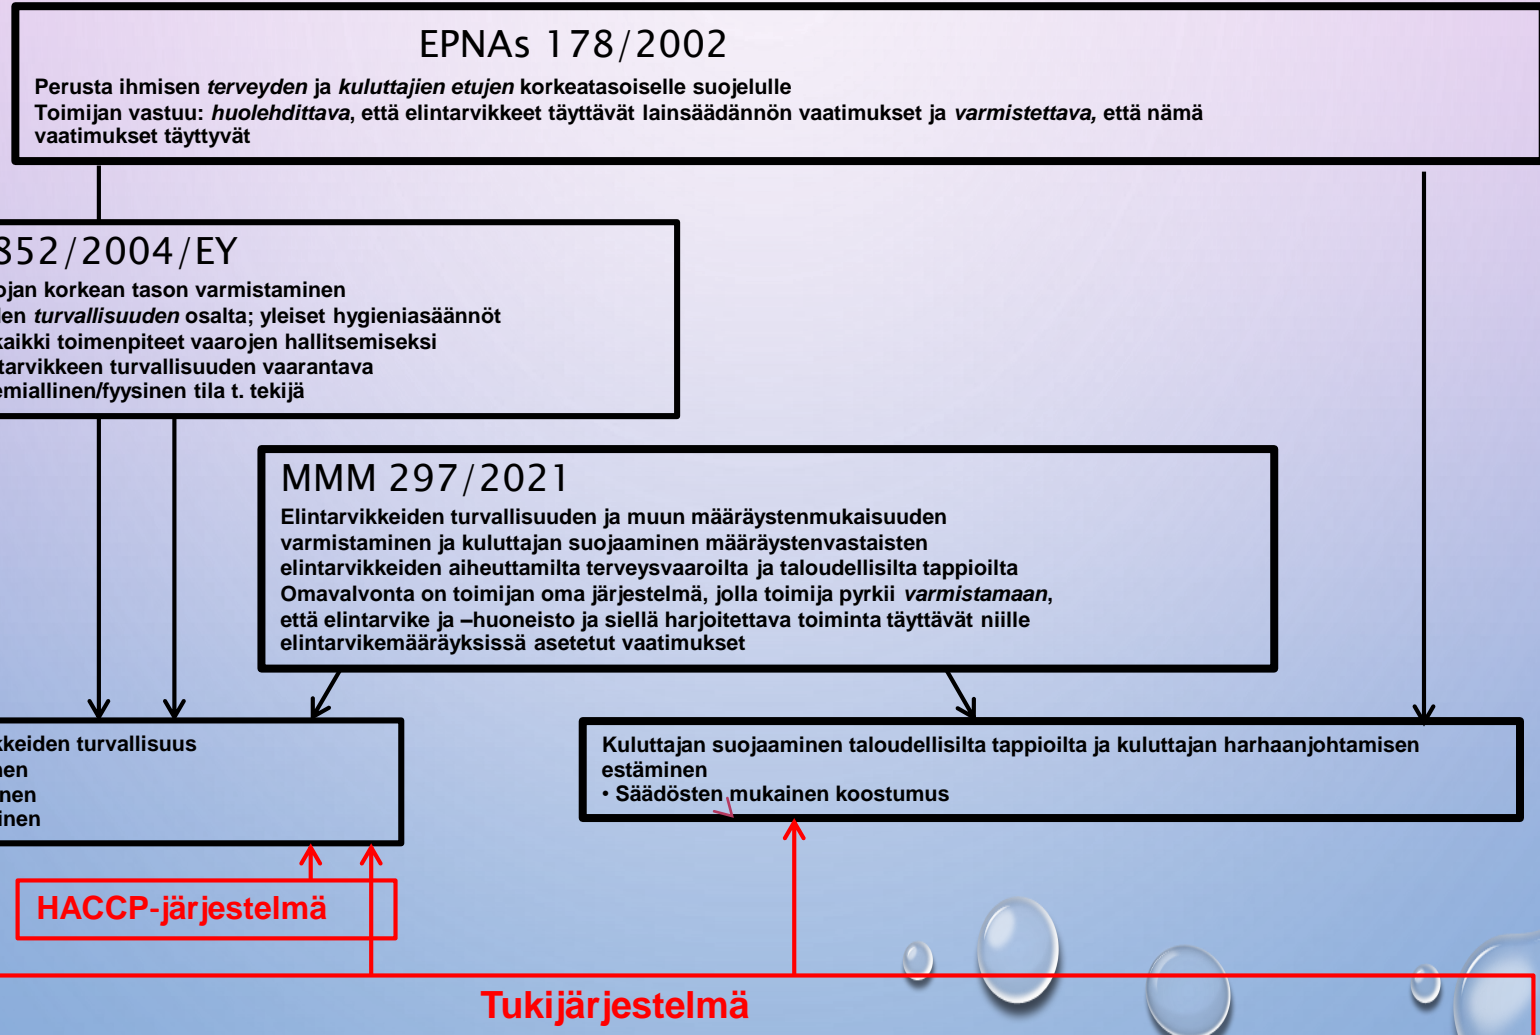 EPNAs 178/2002
Perusta ihmisen terveyden ja kuluttajien etujen korkeatasoiselle suojelulle
Toimijan vastuu: huolehdittava, että elintarvikkeet täyttävät lainsäädännön vaatimukset ja varmistettava, että nämä
vaatimukset täyttyvät
852/2004/EY
ojan korkean tason varmistaminen
den turvallisuuden osalta; yleiset hygieniasäännöt
kaikki toimenpiteet vaarojen hallitsemiseksi
tarvikkeen turvallisuuden vaarantava
emiallinen/fyysinen tila t. tekijä
MMM 297/2021
Elintarvikkeiden turvallisuuden ja muun määräystenmukaisuuden
varmistaminen ja kuluttajan suojaaminen määräystenvastaisten
elintarvikkeiden aiheuttamilta terveysvaaroilta ja taloudellisilta tappioilta
Omavalvonta on toimijan oma järjestelmä, jolla toimija pyrkii varmistamaan,
että elintarvike ja –huoneisto ja siellä harjoitettava toiminta täyttävät niille
elintarvikemääräyksissä asetetut vaatimukset
kkeiden turvallisuus
nen
nen
inen
Kuluttajan suojaaminen taloudellisilta tappioilta ja kuluttajan harhaanjohtamisen
estäminen
• Säädösten mukainen koostumus
HACCP-järjestelmä
Tukijärjestelmä